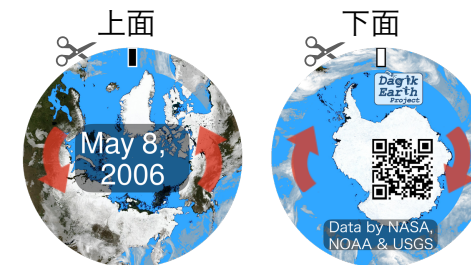 上面
下面
May 8,
2006
Dagik
Earth
Project
Data by NASA,
NOAA & USGS